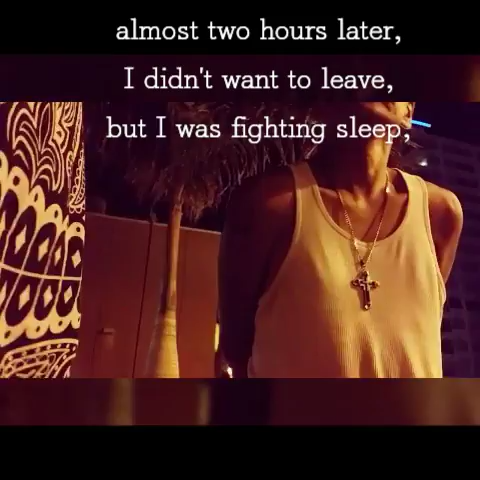 almost two hours later,
I didn't want to leave,
but I was fighting sleep,